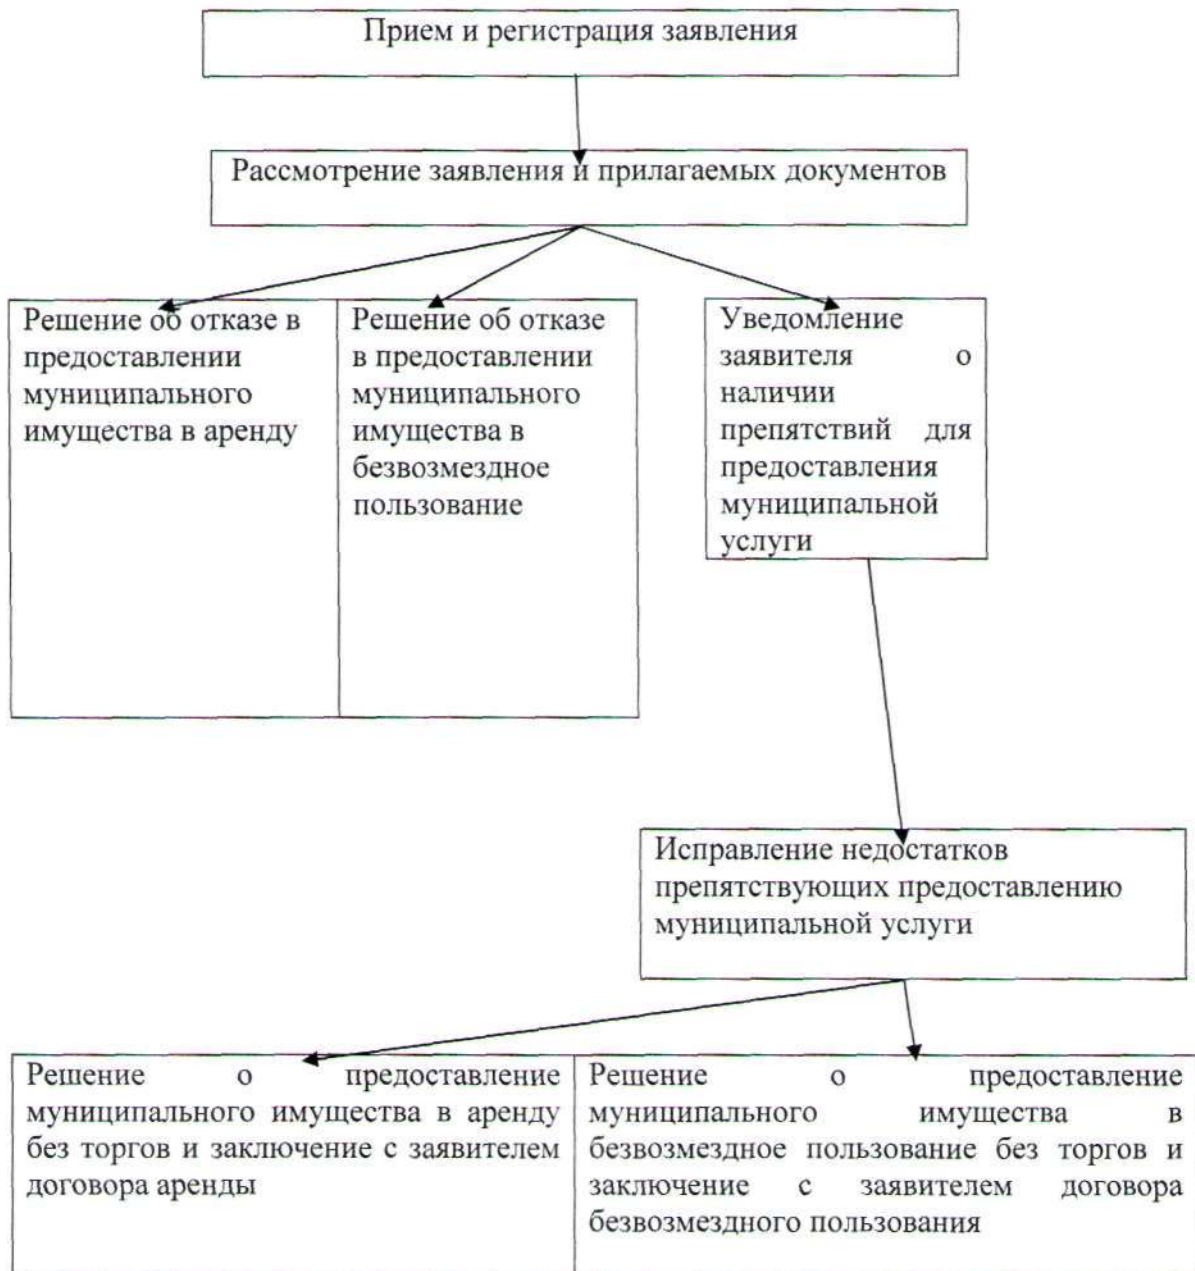 Прием и регистрация заявления
Рассмотрение заявления и прилагаемых документов
Решение об отказе в
предоставлении
муниципального
имущества в аренду
Решение об отказе
в предоставлении
муниципального
имущества в
безвозмездное
пользование
Уведомление
заявителя о
наличии
препятствий для
предоставления
муниципальной
услуги
Исправление недостатков
препятствующих предоставлению
муниципальной услуги
Решение о предоставление
муниципального имущества в аренду
без торгов и заключение с заявителем
договора аренды
Решение о предоставление
муниципального имущества в
безвозмездное пользование без торгов и
заключение с заявителем договора
безвозмездного пользования